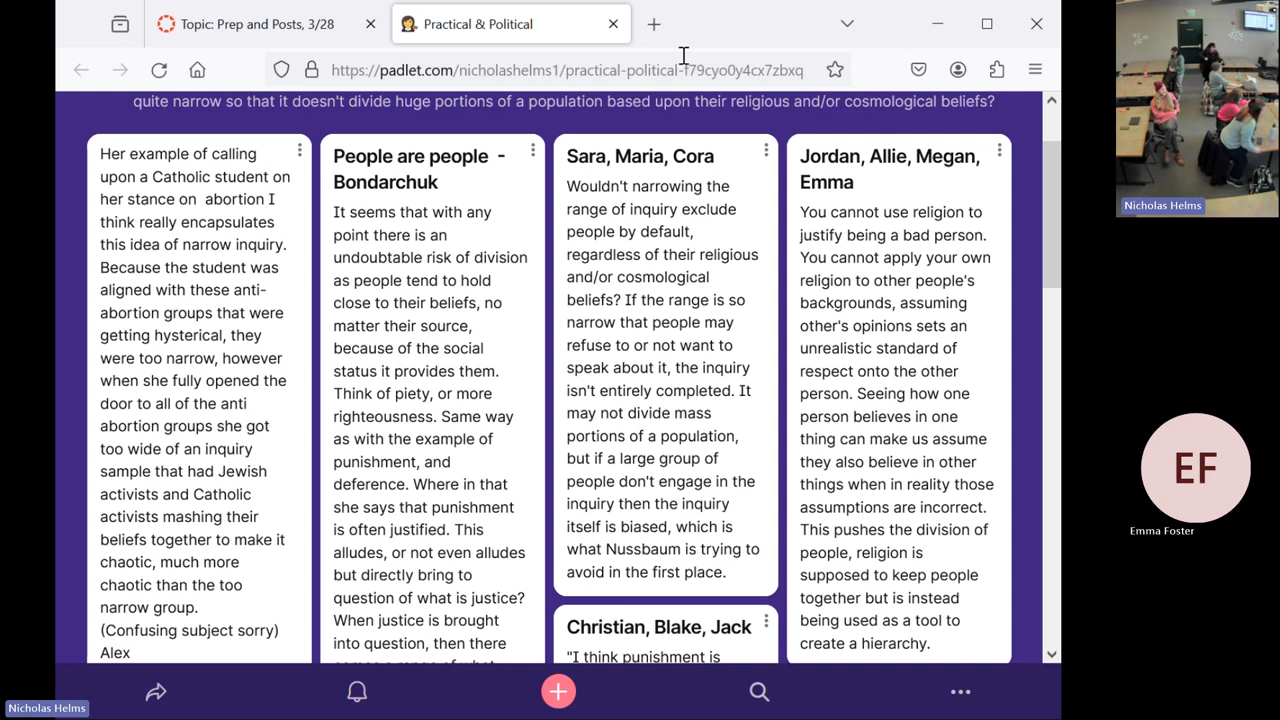 Topic: Prep and Posts, 3/28
Practical & Political
https://padlet.com/nicholashelms1/practical-political-f79cyo0y4cx7zbxq
quite narrow so that it doesn't divide huge portions of a population based upon their religious and/or cosmological beliefs?
Her example of calling
upon a Catholic student on
her stance on abortion I
think really encapsulates
this idea of narrow inquiry.
Because the student was
aligned with these anti-
abortion groups that were
getting hysterical, they
were too narrow, however
when she fully opened the
door to all of the anti
abortion groups she got
too wide of an inquiry
sample that had Jewish
activists and Catholic
activists mashing their
beliefs together to make it
chaotic, much more
chaotic than the too
narrow group.
(Confusing subject sorry)
Alex
People are people -
Bondarchuk
It seems that with any
point there is an
undoubtable risk of division
as people tend to hold
close to their beliefs, no
matter their source,
because of the social
status it provides them.
Think of piety, or more
righteousness. Same way
as with the example of
punishment, and
deference. Where in that
she says that punishment
is often justified. This
alludes, or not even alludes
but directly bring to
question of what is justice?
When justice is brought
into question, then there
Sara, Maria, Cora
Wouldn't narrowing the
range of inquiry exclude
people by default,
regardless of their religious
and/or cosmological
beliefs? If the range is so
narrow that people may
refuse to or not want to
speak about it, the inquiry
isn't entirely completed. It
may not divide mass
portions of a population,
but if a large group of
people don't engage in the
inquiry then the inquiry
itself is biased, which is
what Nussbaum is trying to
avoid in the first place.
Christian, Blake, Jack
"I think punishment is
Jordan, Allie, Megan,
Emma
You cannot use religion to
justify being a bad person.
You cannot apply your own
religion to other people's
backgrounds, assuming
other's opinions sets an
unrealistic standard of
respect onto the other
person. Seeing how one
person believes in one
thing can make us assume
they also believe in other
things when in reality those
assumptions are incorrect.
This pushes the division of
people, religion is
supposed to keep people
together but is instead
being used as a tool to
create a hierarchy.
Nicholas Helms
EF
Emma Foster
Nicholas Helms